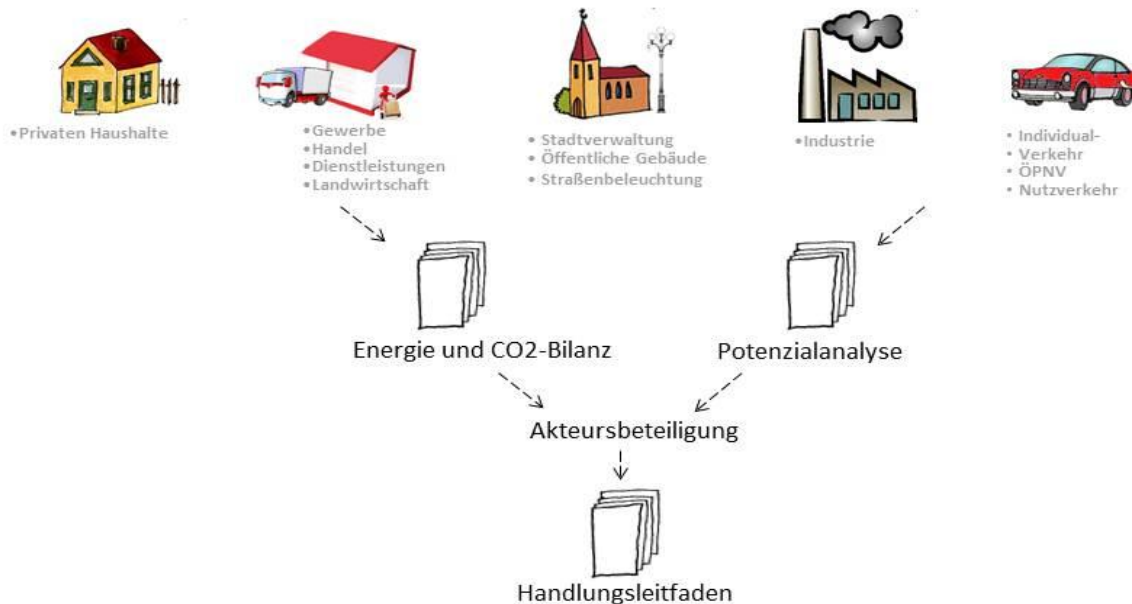 •Privaten Haushalte
•Gewerbe
•Handel
•Dienstleistungen
•Landwirtschaft
• Stadtverwaltung
• Öffentliche Gebäude
• Straßenbeleuchtung
•Industrie
• Individual-
• Verkehr
• ÖPNV
• Nutzverkehr
Energie und CO2-Bilanz
Potenzialanalyse
Akteursbeteiligung
Handlungsleitfaden